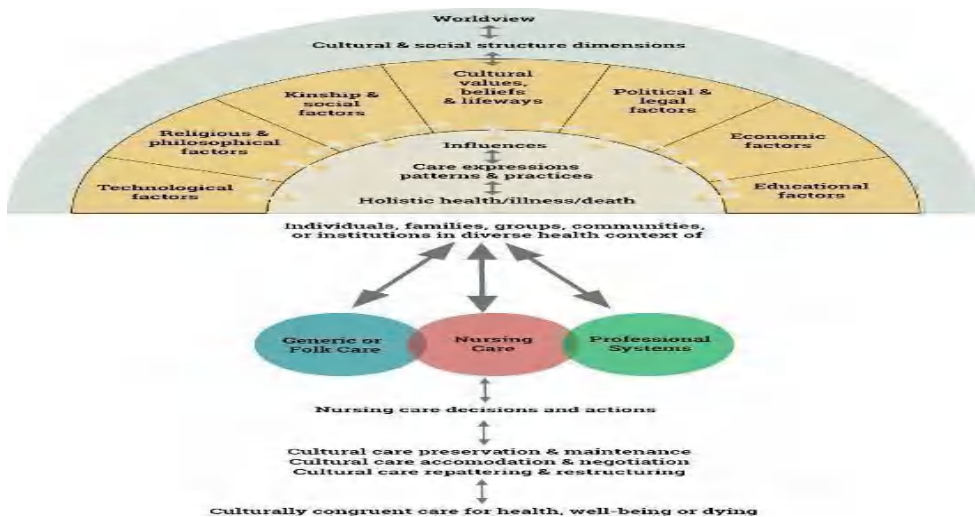 Worldview
Cultural & social structure dimensions
Cultural
values,
beliefs
& lifeways
Kinship &
social
factors
Political &
legal
factors
Religious &
philosophical
factors
Economic
factors
Technological
factors
Educational
factors
Influences
Care expressions
patterns & practices
Holistic health/illness/death
Individuals, families, groups, communities,
or institutions in diverse health context of
Generic or
Folk Care
Nursing
Care
Professional
Systems
Nursing care decisions and actions
Cultural care preservation & maintenance
Cultural care accomodation & negotiation
Cultural care repattering & restructuring
Culturally congruent care for health, well-being or dying